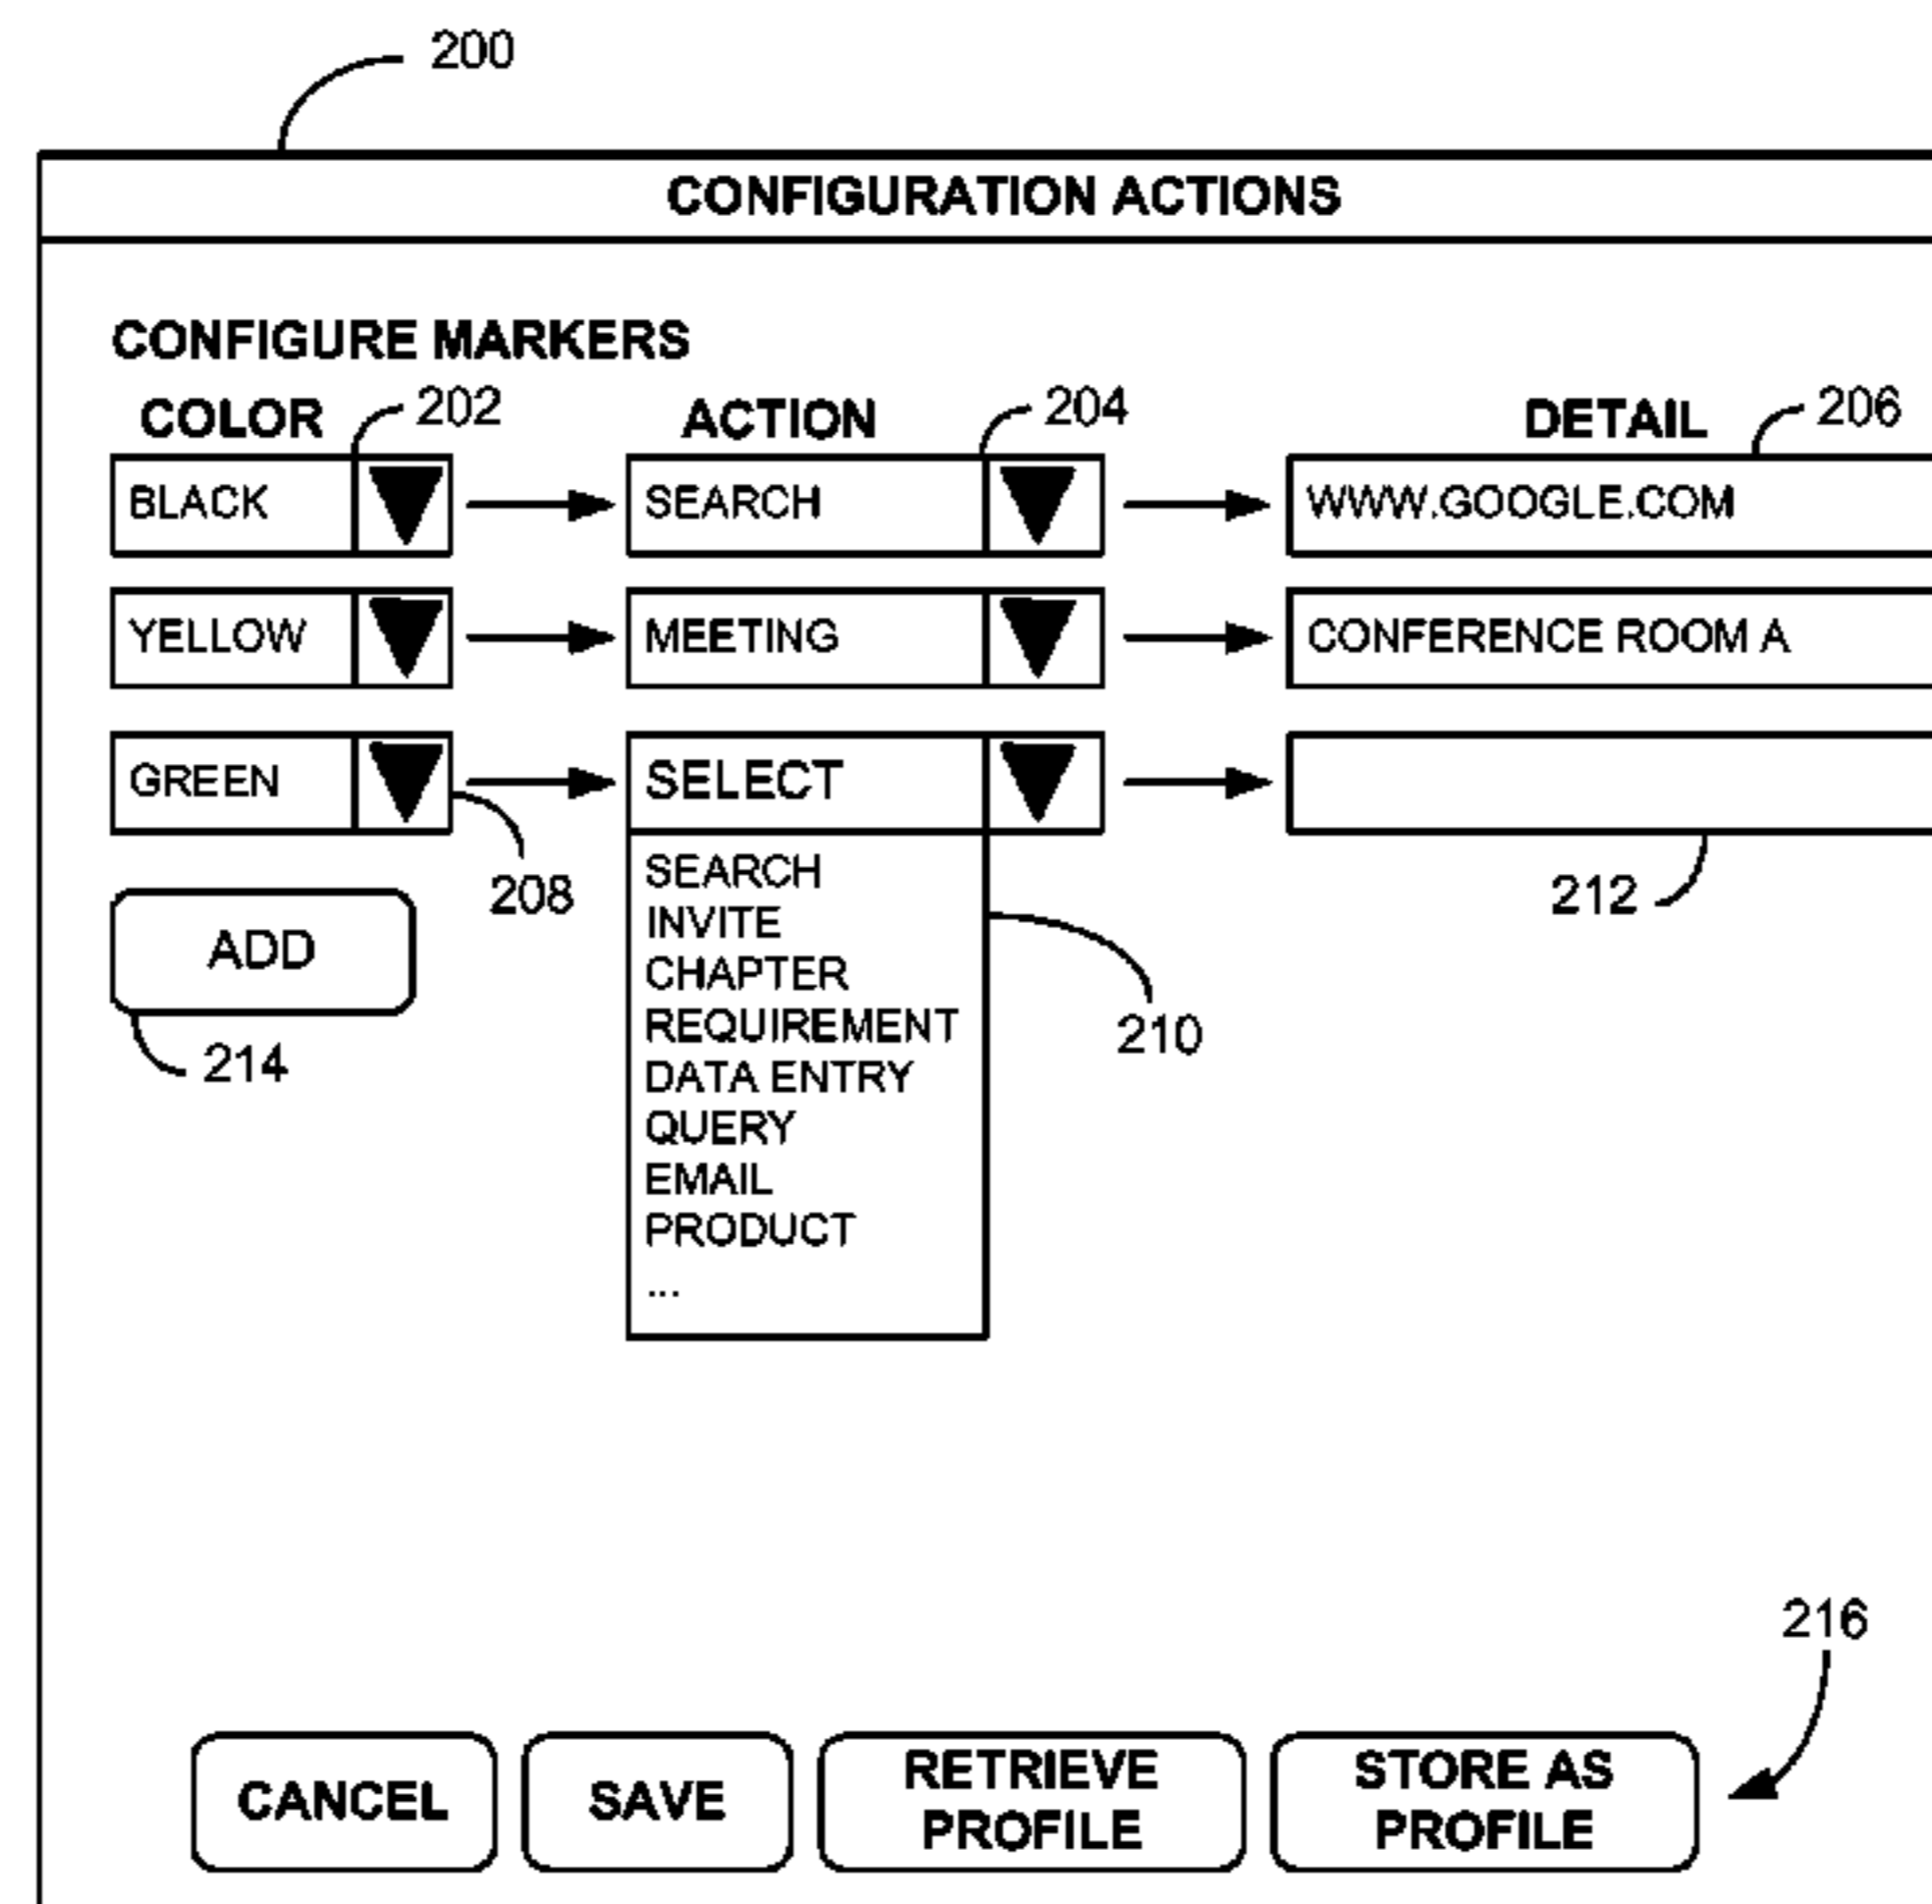 200
CONFIGURATION ACTIONS
CONFIGURE MARKERS
COLOR 202 ACTION 204 DETAIL 206
BLACK SEARCH WWW.GOOGLE.COM
YELLOW MEETING CONFERENCE ROOM A
GREEN SELECT
208 212
SEARCH
INVITE
CHAPTER
REQUIREMENT
DATA ENTRY
QUERY
EMAIL
PRODUCT
...
210
ADD
214
216
CANCEL
SAVE
RETRIEVE
PROFILE
STORE AS
PROFILE